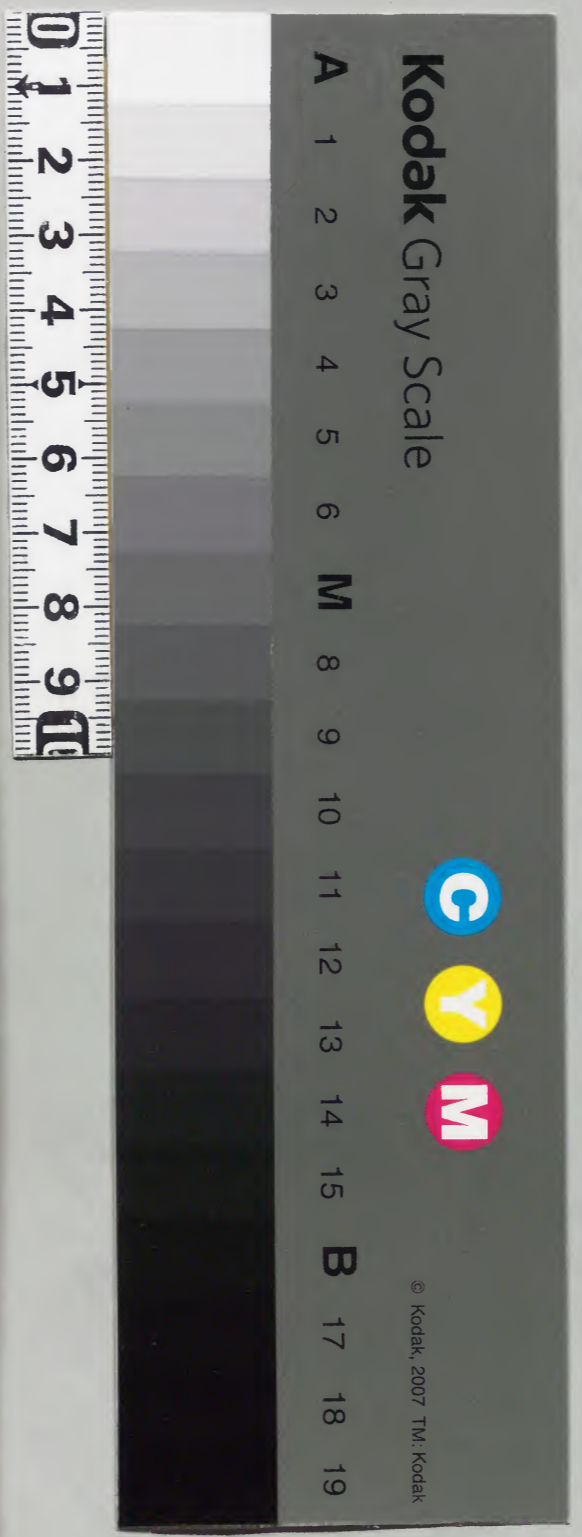 Kodak Gray Scale
C Y M
© Kodak, 2007 TM: Kodak
A 1 2 3 4 5 6 M 8 9 10 11 12 13 14 15 B 17 18 19
0 1 2 3 4 5 6 7 8 9 10